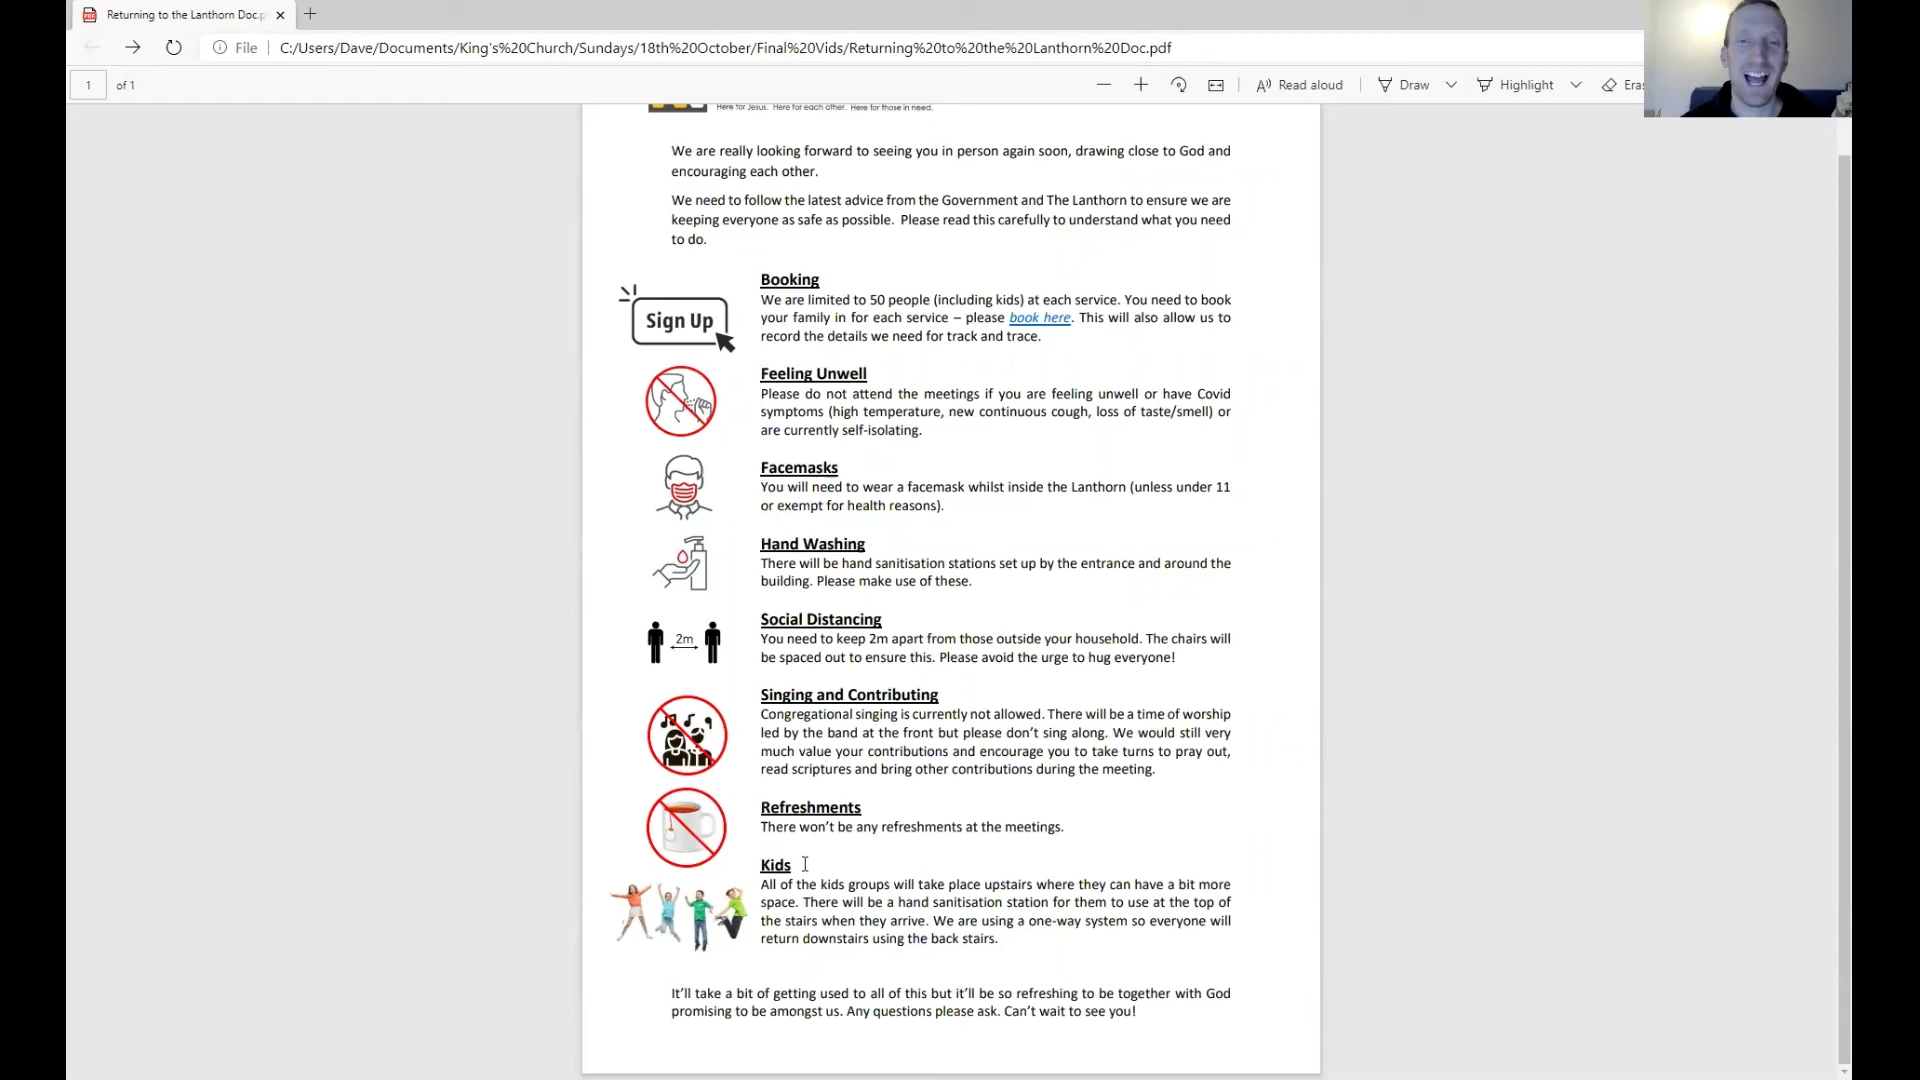 Returning to the Lanthorn Doc.p
File
C:/Users/Dave/Documents/King's%20Church/Sundays/18th%20October/Final%20Vids/Returning%20to%20the%20Lanthorn%20Doc.pdf
1 of 1
Read aloud
Draw
Highlight
Eras
Here for Jesus. Here for each other. Here for those in need.
We are really looking forward to seeing you in person again soon, drawing close to God and
encouraging each other.
We need to follow the latest advice from the Government and The Lanthorn to ensure we are
keeping everyone as safe as possible. Please read this carefully to understand what you need
to do.
Sign Up
Booking
We are limited to 50 people (including kids) at each service. You need to book
your family in for each service – please book here. This will also allow us to
record the details we need for track and trace.
Feeling Unwell
Please do not attend the meetings if you are feeling unwell or have Covid
symptoms (high temperature, new continuous cough, loss of taste/smell) or
are currently self-isolating.
Facemasks
You will need to wear a facemask whilst inside the Lanthorn (unless under 11
or exempt for health reasons).
Hand Washing
There will be hand sanitisation stations set up by the entrance and around the
building. Please make use of these.
2m
Social Distancing
You need to keep 2m apart from those outside your household. The chairs will
be spaced out to ensure this. Please avoid the urge to hug everyone!
Singing and Contributing
Congregational singing is currently not allowed. There will be a time of worship
led by the band at the front but please don't sing along. We would still very
much value your contributions and encourage you to take turns to pray out,
read scriptures and bring other contributions during the meeting.
Refreshments
There won't be any refreshments at the meetings.
Kids
All of the kids groups will take place upstairs where they can have a bit more
space. There will be a hand sanitisation station for them to use at the top of
the stairs when they arrive. We are using a one-way system so everyone will
return downstairs using the back stairs.
It'll take a bit of getting used to all of this but it'll be so refreshing to be together with God
promising to be amongst us. Any questions please ask. Can't wait to see you!